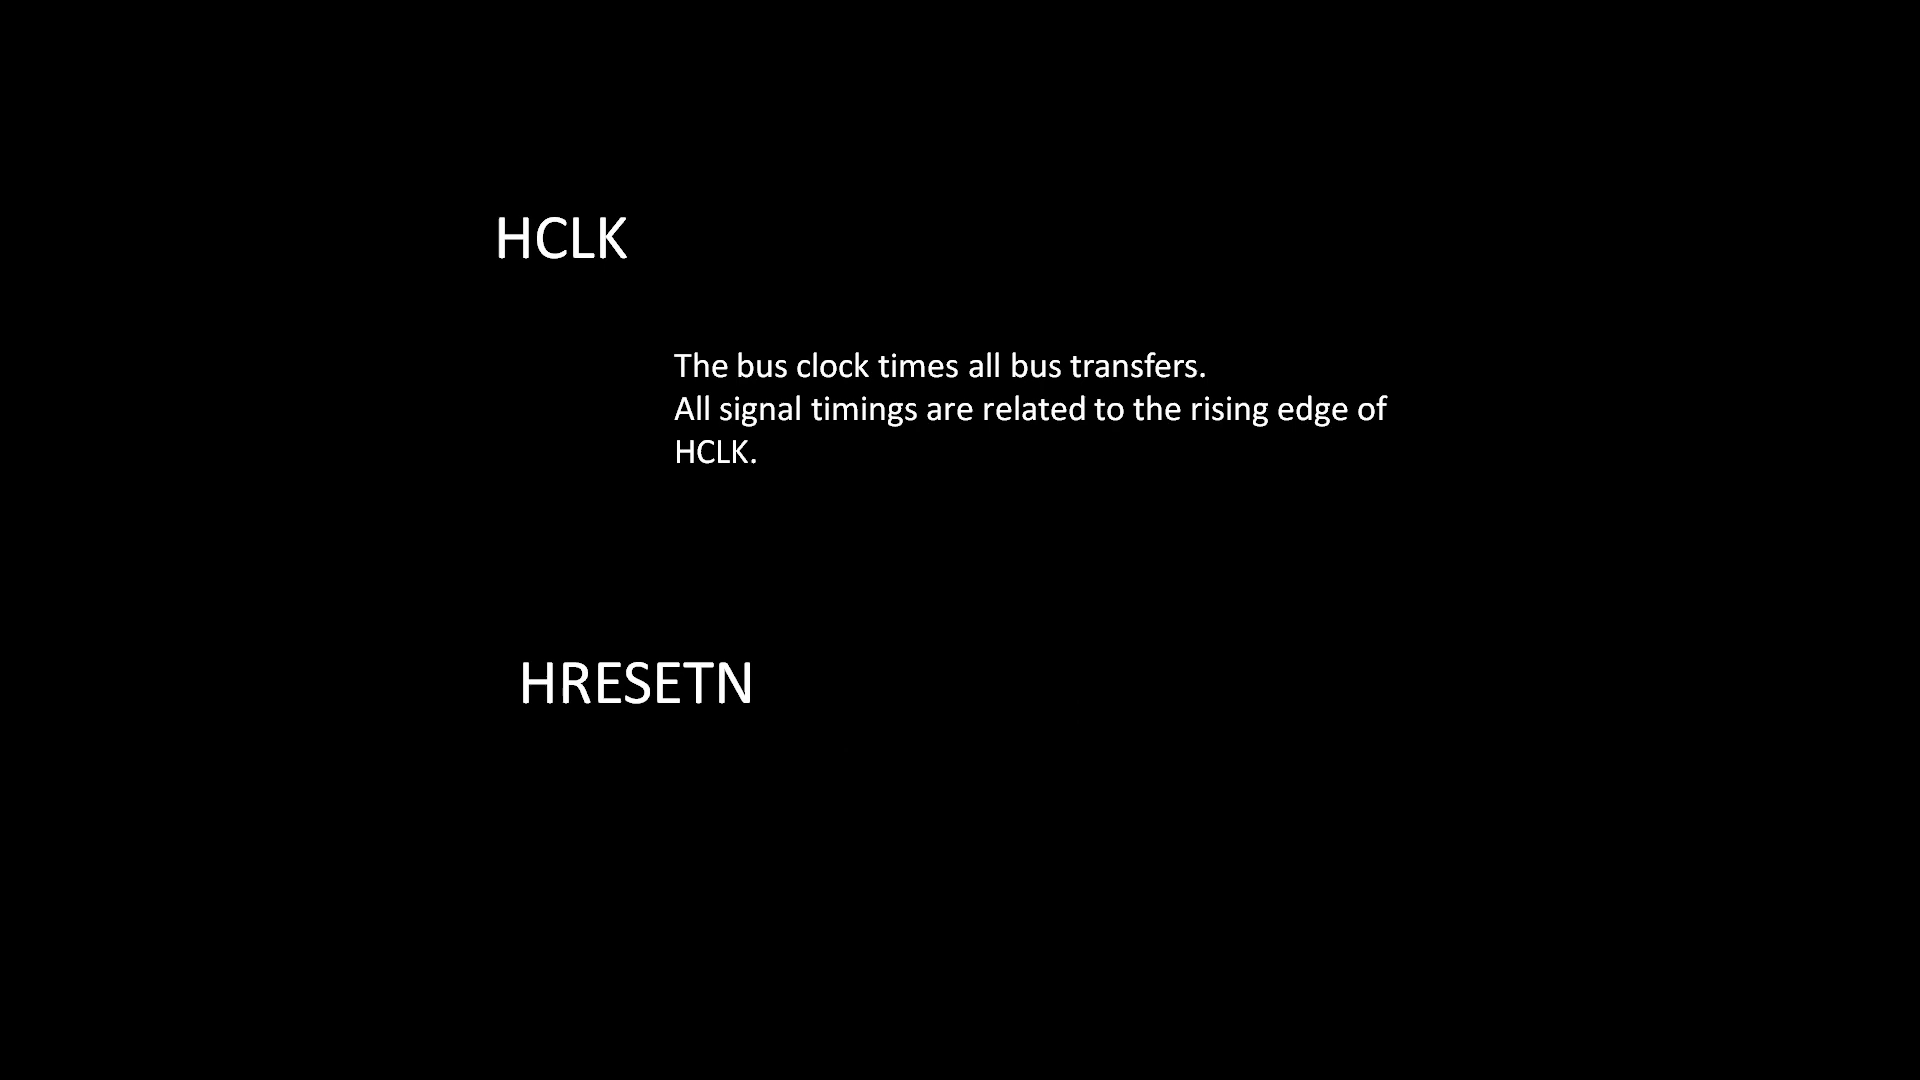 HCLK
The bus clock times all bus transfers.
All signal timings are related to the rising edge of
HCLK.
HRESETN